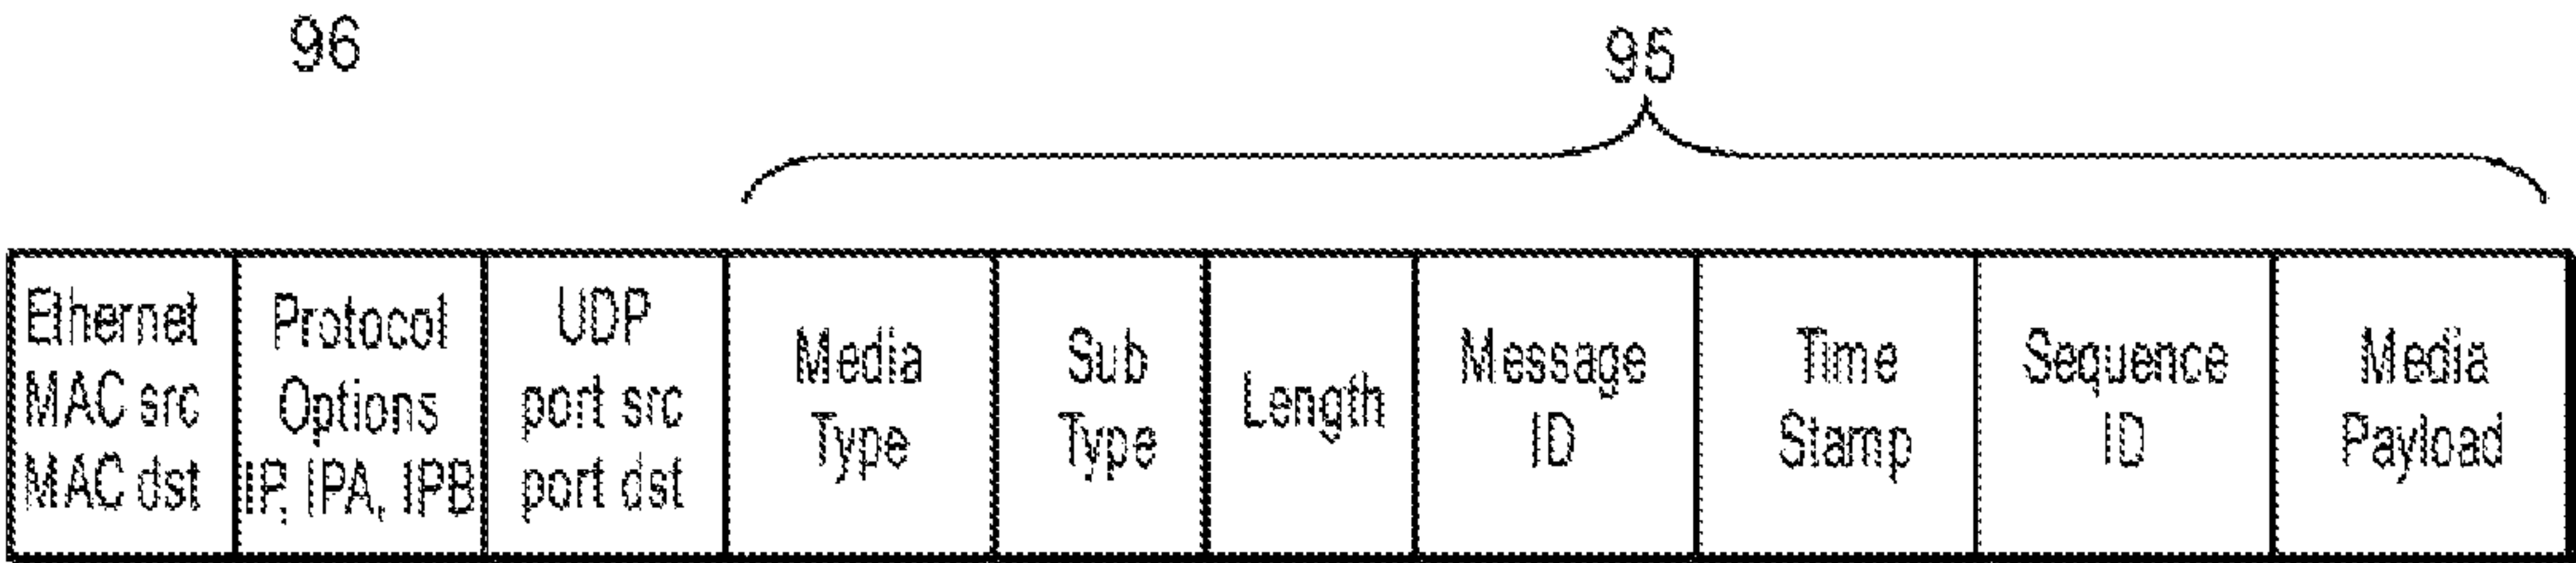 96
95
Ethernet
MAC src
MAC dst
Protocol
Options
IP, IPA, IPB
UDP
port src
port dst
Media
Type
Sub
Type
Length
Message
ID
Time
Stamp
Sequence
ID
Media
Payload